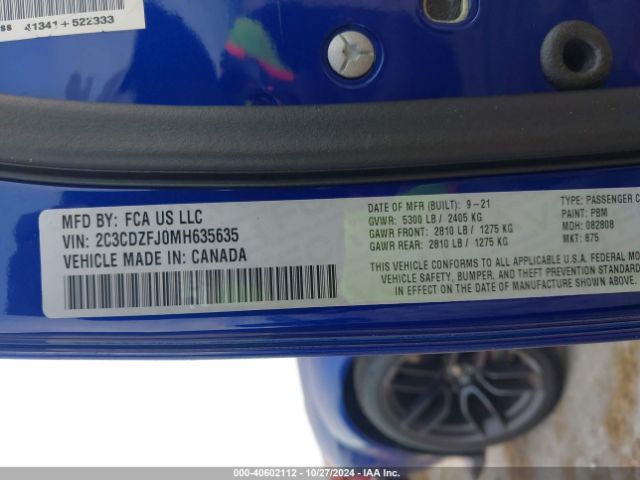 41341+522333
MFD BY: FCA US LLC
VIN: 2C3CDZFJ0MH635635
VEHICLE MADE IN: CANADA
DATE OF MFR (BUILT): 9-21
GVWR: 5300 LB / 2405 KG
GAWR FRONT: 2810 LB / 1275 KG
GAWR REAR: 2810 LB / 1275 KG
TYPE: PASSENGER C
PAINT: PBM
MDH: 082808
MKT: 875
THIS VEHICLE CONFORMS TO ALL APPLICABLE U.S.A. FEDERAL MO
VEHICLE SAFETY, BUMPER, AND THEFT PREVENTION STANDARD
IN EFFECT ON THE DATE OF MANUFACTURE SHOWN ABOVE.
000-40602112 - 10/27/2024 - IAA Inc.